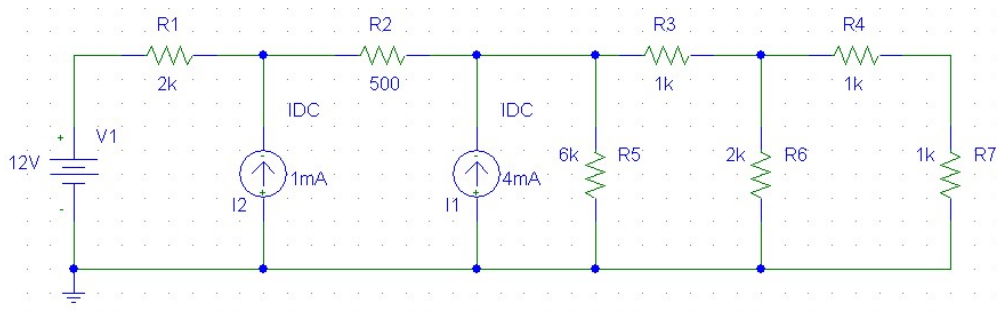 R1
R2
R3
R4
2k
500
1k
1k
IDC
IDC
+
V1
12V
-
1mA
I2
-
+
4mA
I1
-
+
6k
R5
2k
R6
1k
R7